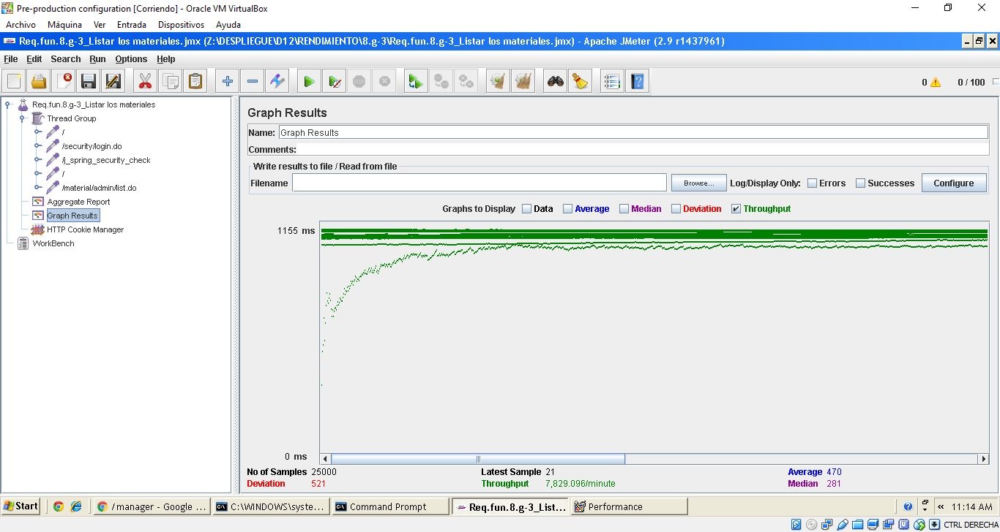 Pre-production configuration [Corriendo] - Oracle VM VirtualBox
Archivo Máquina Ver Entrada Dispositivos Ayuda
Req.fun.8.g-3_Listar los materiales.jmx (Z:\DESPLIEGUE\D12\RENDIMIENTO\8.g-3\Req.fun.8.g-3_Listar los materiales.jmx) - Apache JMeter (2.9 r1437961)
File Edit Search Run Options Help
0 0 / 100
Req.fun.8.g-3_Listar los materiales
Thread Group
/
/security/login.do
/j_spring_security_check
/
/material/admin/list.do
Aggregate Report
Graph Results
HTTP Cookie Manager
WorkBench
Graph Results
Name: Graph Results
Comments:
Write results to file / Read from file
Filename Browse... Log/Display Only: Errors Successes Configure
Graphs to Display Data Average Median Deviation Throughput
1155 ms
0 ms
No of Samples 25000 Latest Sample 21 Average 470
Deviation 521 Throughput 7,829.096/minute Median 281
Start /manager - Google ... C:\WINDOWS\syste... Command Prompt Req.fun.8.g-3_List... Performance « 11:14 AM
CTRL DERECHA